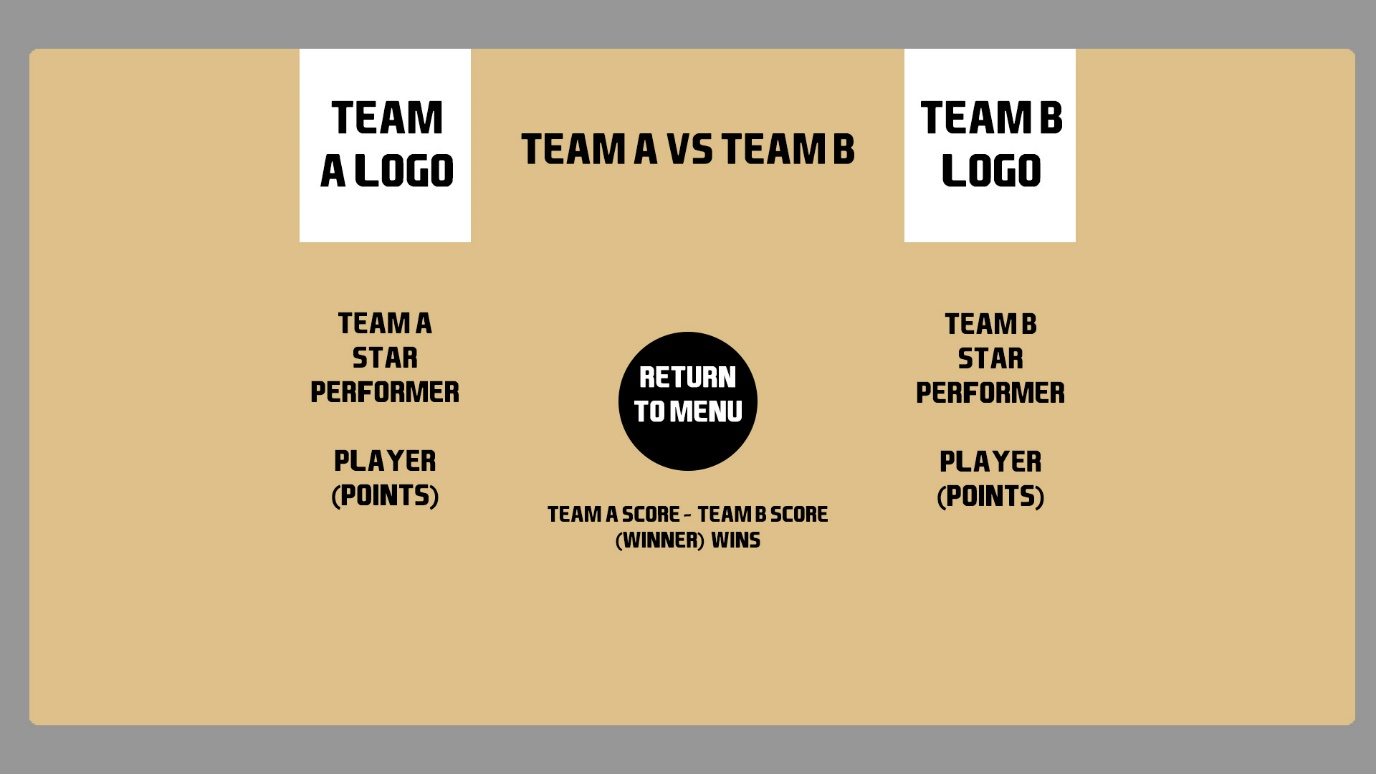 TEAM
A LOGO
TEAM A VS TEAM B
TEAM B
LOGO
TEAM A
STAR
PERFORMER
PLAYER
(POINTS)
RETURN
TO MENU
TEAM A SCORE - TEAM B SCORE
(WINNER) WINS
TEAM B
STAR
PERFORMER
PLAYER
(POINTS)